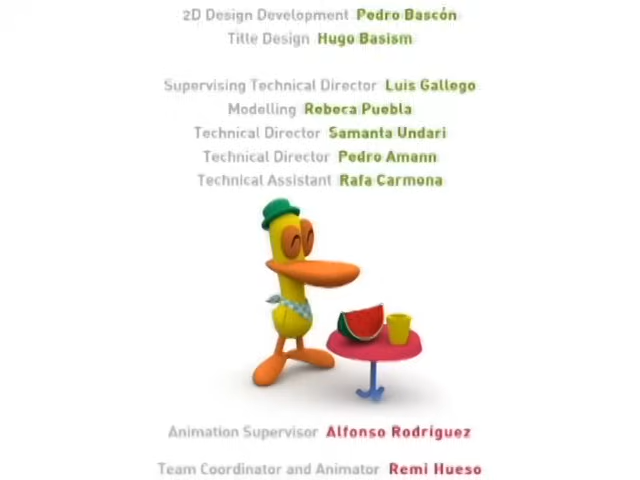 2D Design Development Pedro Bascón
Title Design Hugo Basism
Supervising Technical Director Luis Gallego
Modelling Rebeca Puebla
Technical Director Samanta Undari
Technical Director Pedro Amann
Technical Assistant Rafa Carmona
Animation Supervisor Alfonso Rodríguez
Team Coordinator and Animator Remi Hueso